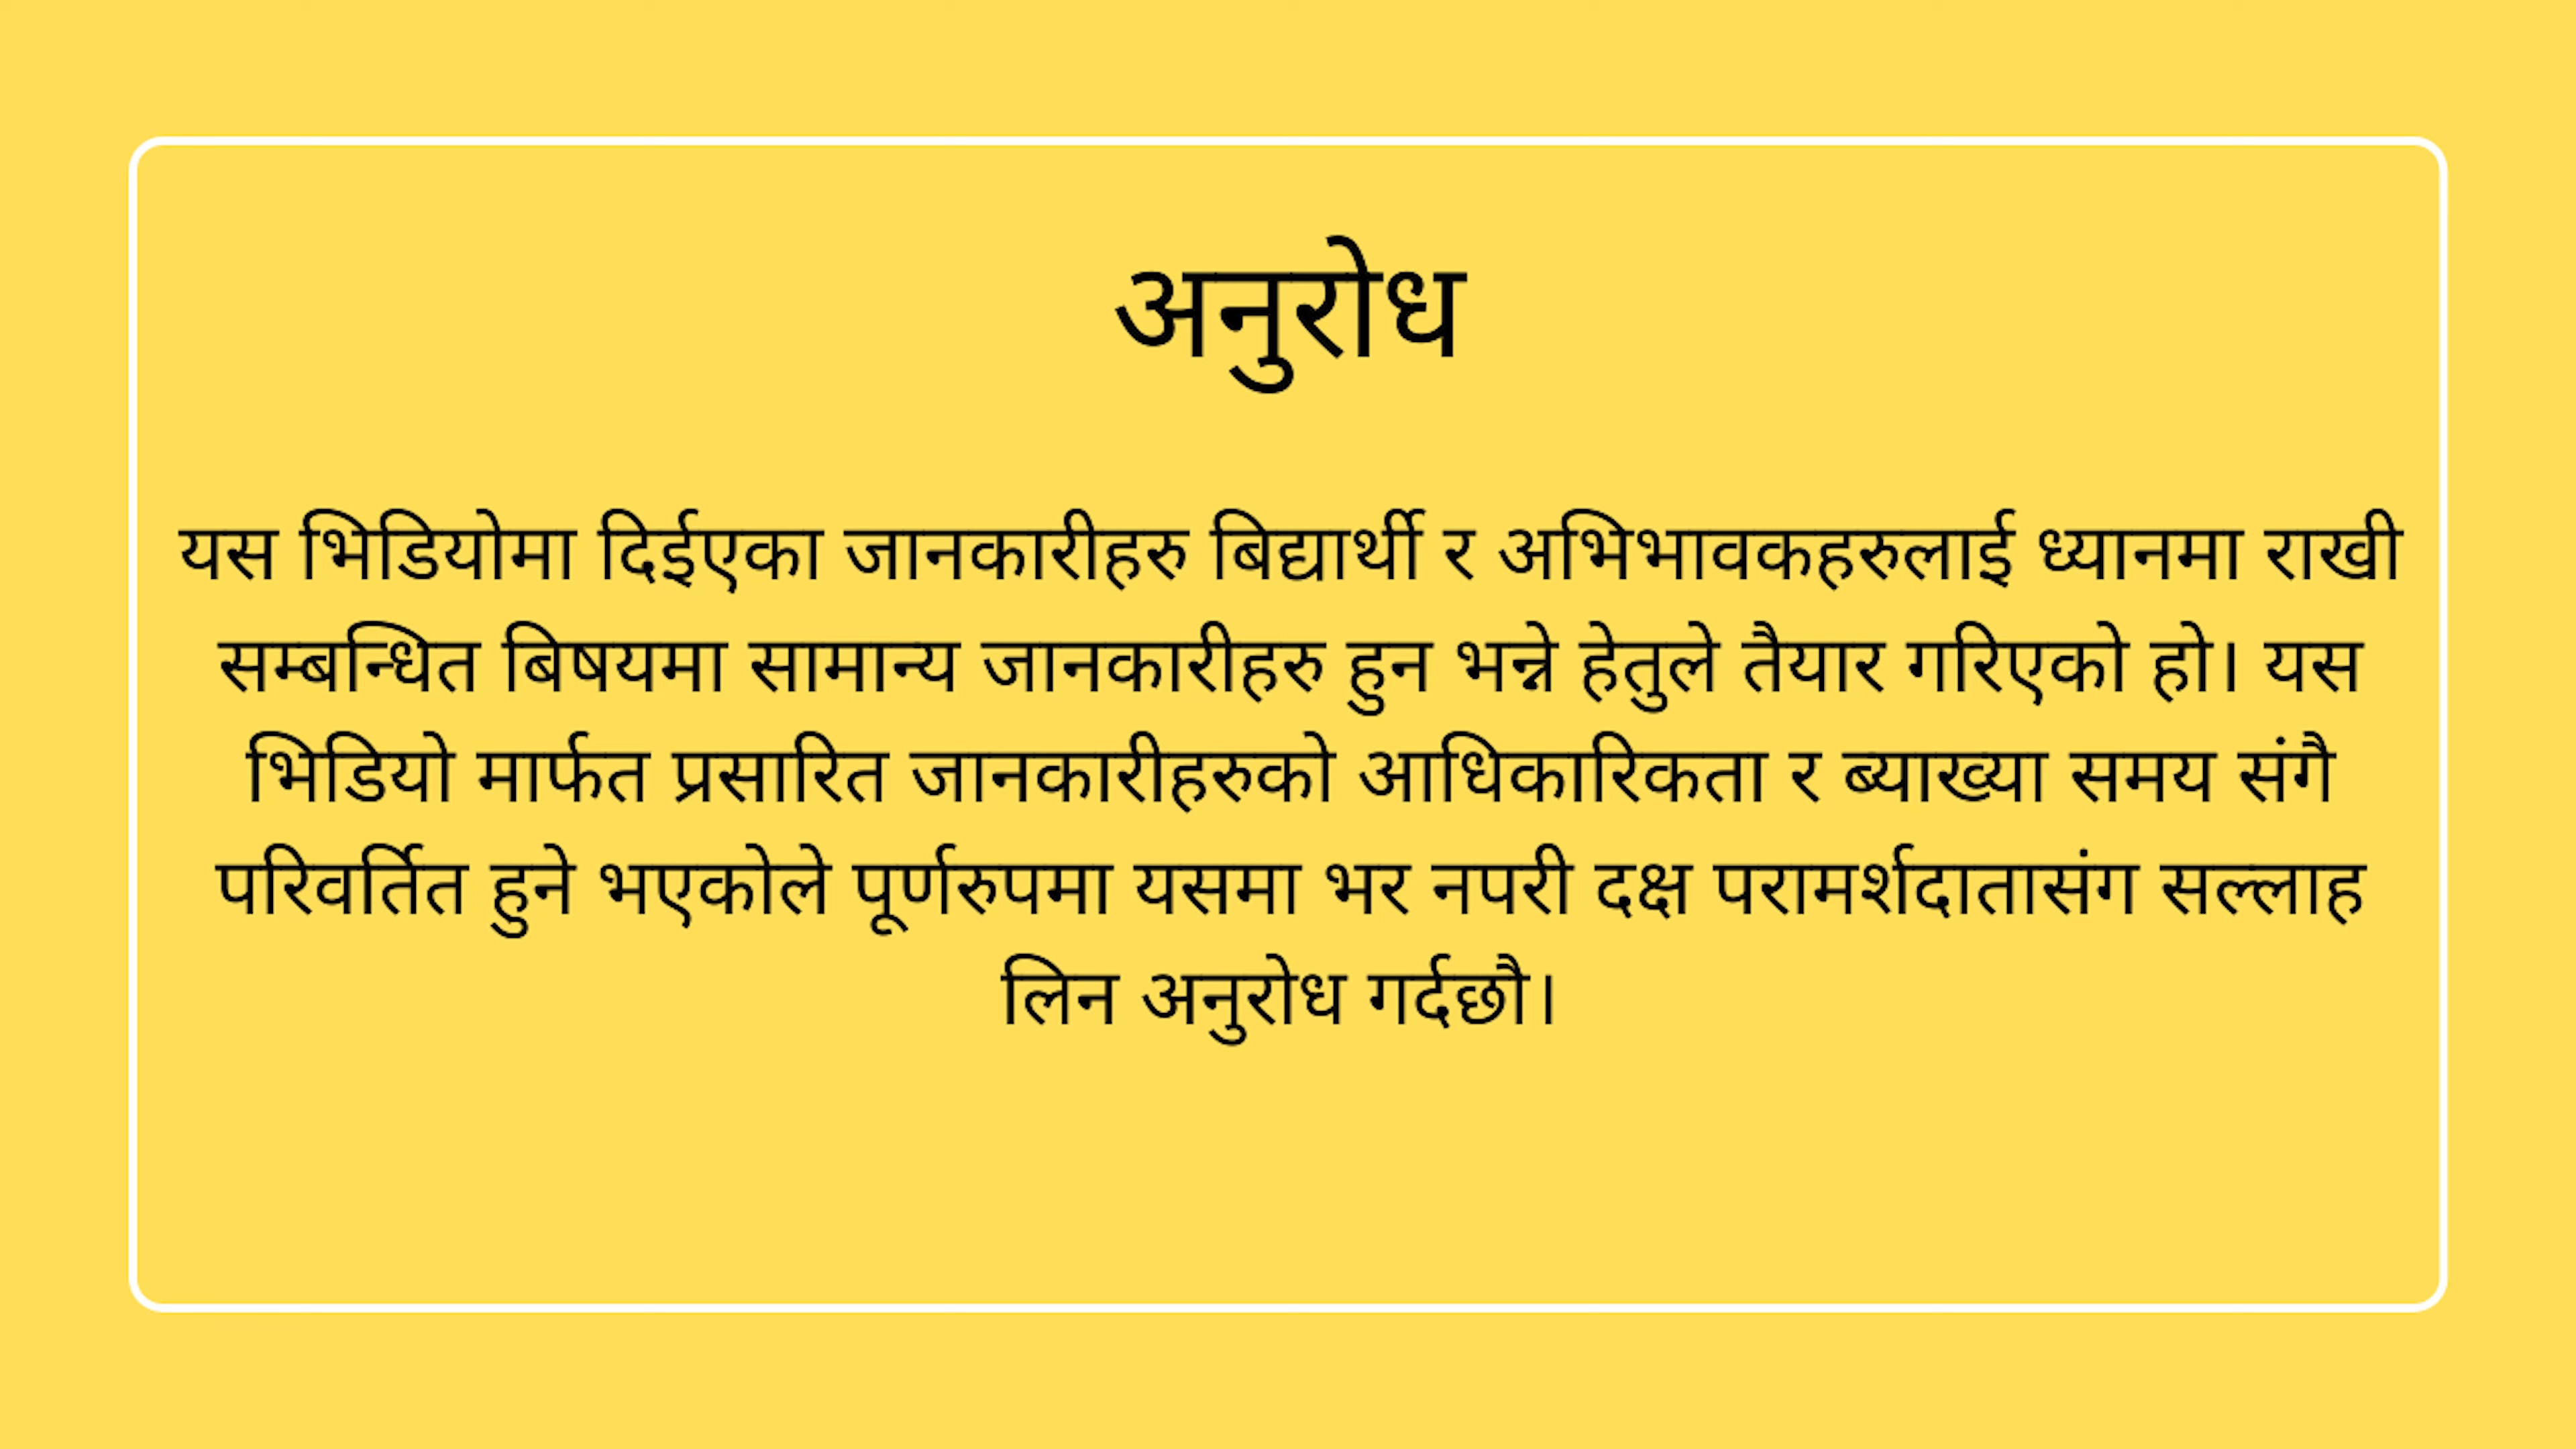 अनुरोध
यस भिडियोमा दिईएका जानकारीहरु बिद्यार्थी र अभिभावकहरुलाई ध्यानमा राखी
सम्बन्धित बिषयमा सामान्य जानकारीहरु हुन भन्ने हेतुले तैयार गरिएको हो। यस
भिडियो मार्फत प्रसारित जानकारीहरुको आधिकारिकता र ब्याख्या समय संगै
परिवर्तित हुने भएकोले पूर्णरुपमा यसमा भर नपरी दक्ष परामर्शदातासंग सल्लाह
लिन अनुरोध गर्दछौ।